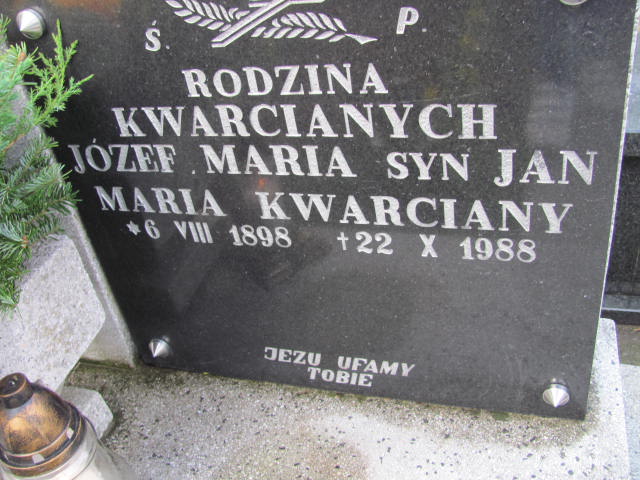 Ś. P.
RODZINA
KWARCIANYCH
JÓZEF MARIA SYN JAN
MARIA KWARCIANY
*6 VIII 1898 †22 X 1988
JEZU UFAMY
TOBIE